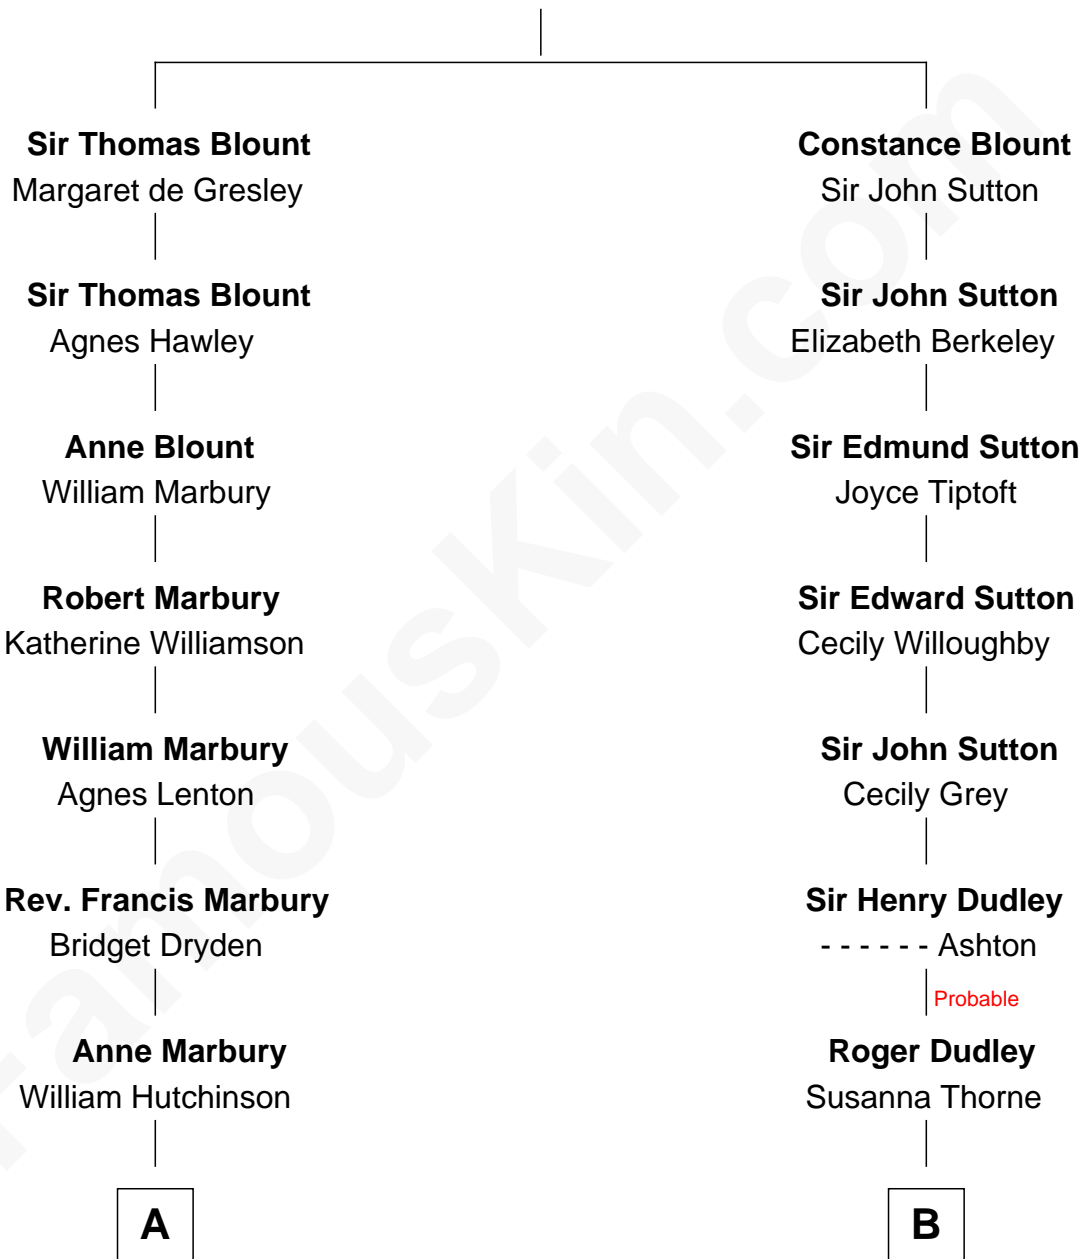 Sir Thomas Blount
Margaret de Gresley
Sir Thomas Blount
Agnes Hawley
Anne Blount
William Marbury
Robert Marbury
Katherine Williamson
William Marbury
Agnes Lenton
Rev. Francis Marbury
Bridget Dryden
Anne Marbury
William Hutchinson
A
Constance Blount
Sir John Sutton
Sir John Sutton
Elizabeth Berkeley
Sir Edmund Sutton
Joyce Tiptoft
Sir Edward Sutton
Cecily Willoughby
Sir John Sutton
Cecily Grey
Sir Henry Dudley
- - - - - - Ashton
Probable
Roger Dudley
Susanna Thorne
B
FamousKin.com